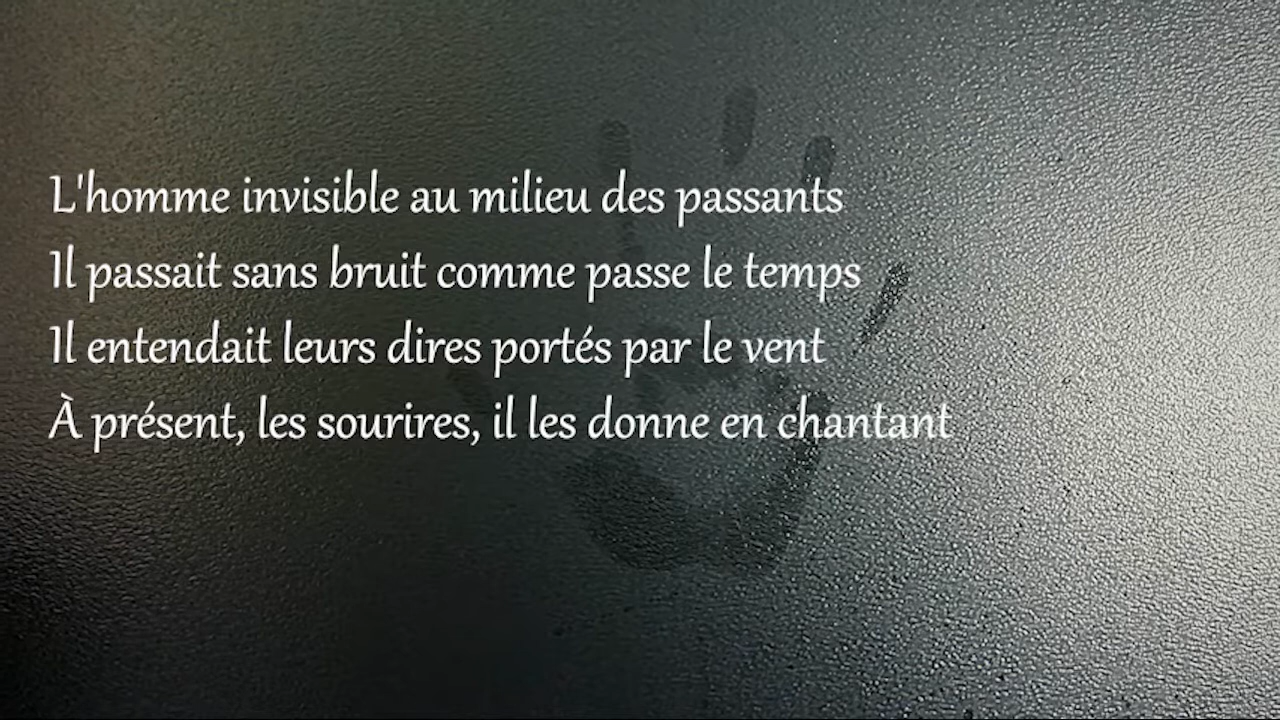 L'homme invisible au milieu des passants
Il passait sans bruit comme passe le temps
Il entendait leurs dires portés par le vent
À présent, les sourires, il les donne en chantant